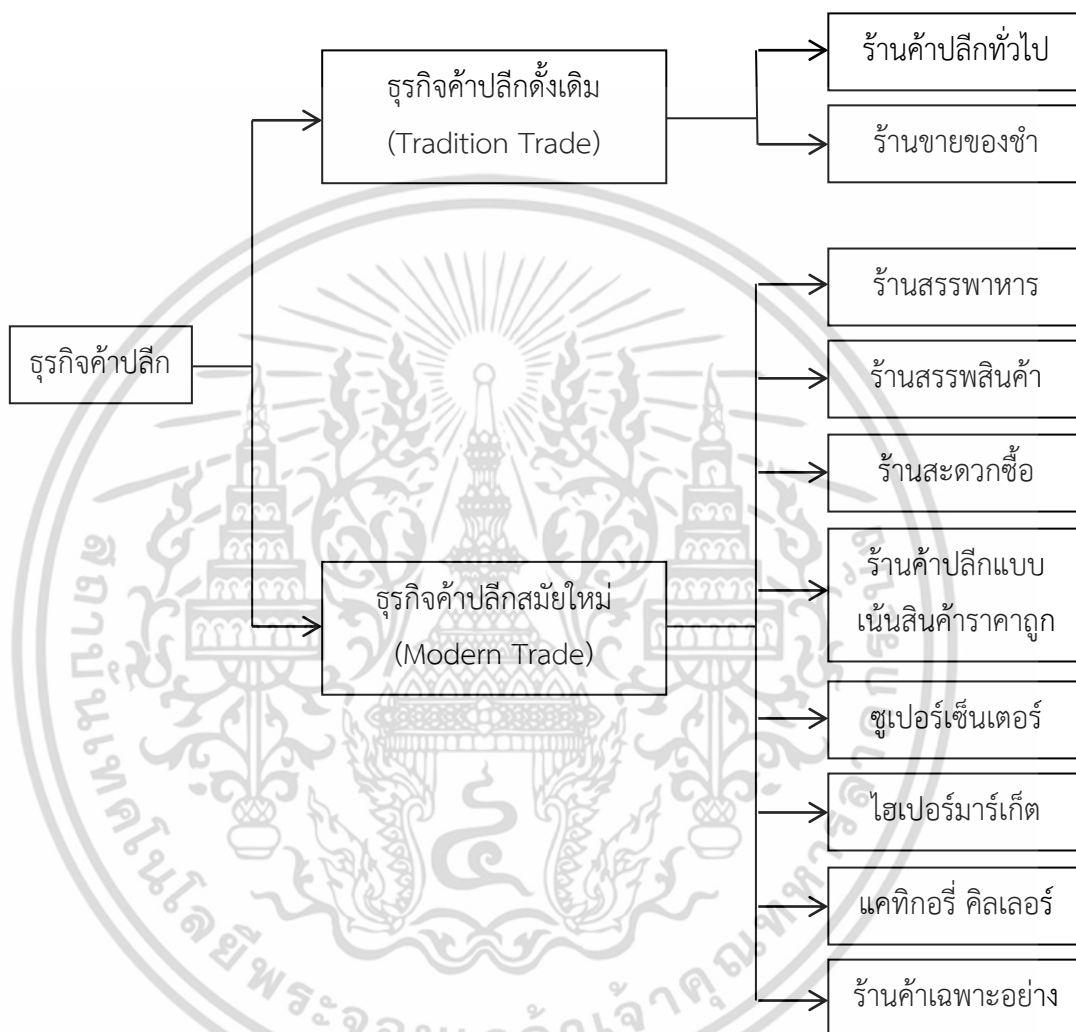 ธุรกิจค้าปลีก
ธุรกิจค้าปลีกดั้งเดิม
(Tradition Trade)
ร้านค้าปลีกทั่วไป
ร้านขายของชำ
ธุรกิจค้าปลีกสมัยใหม่
(Modern Trade)
ร้านสรรพาหาร
ร้านสรรพสินค้า
ร้านสะดวกซื้อ
ร้านค้าปลีกแบบ
เน้นสินค้าราคาถูก
ซูเปอร์เซ็นเตอร์
ไฮเปอร์มาร์เก็ต
แคทิกอรี่ คิลเลอร์
ร้านค้าเฉพาะอย่าง